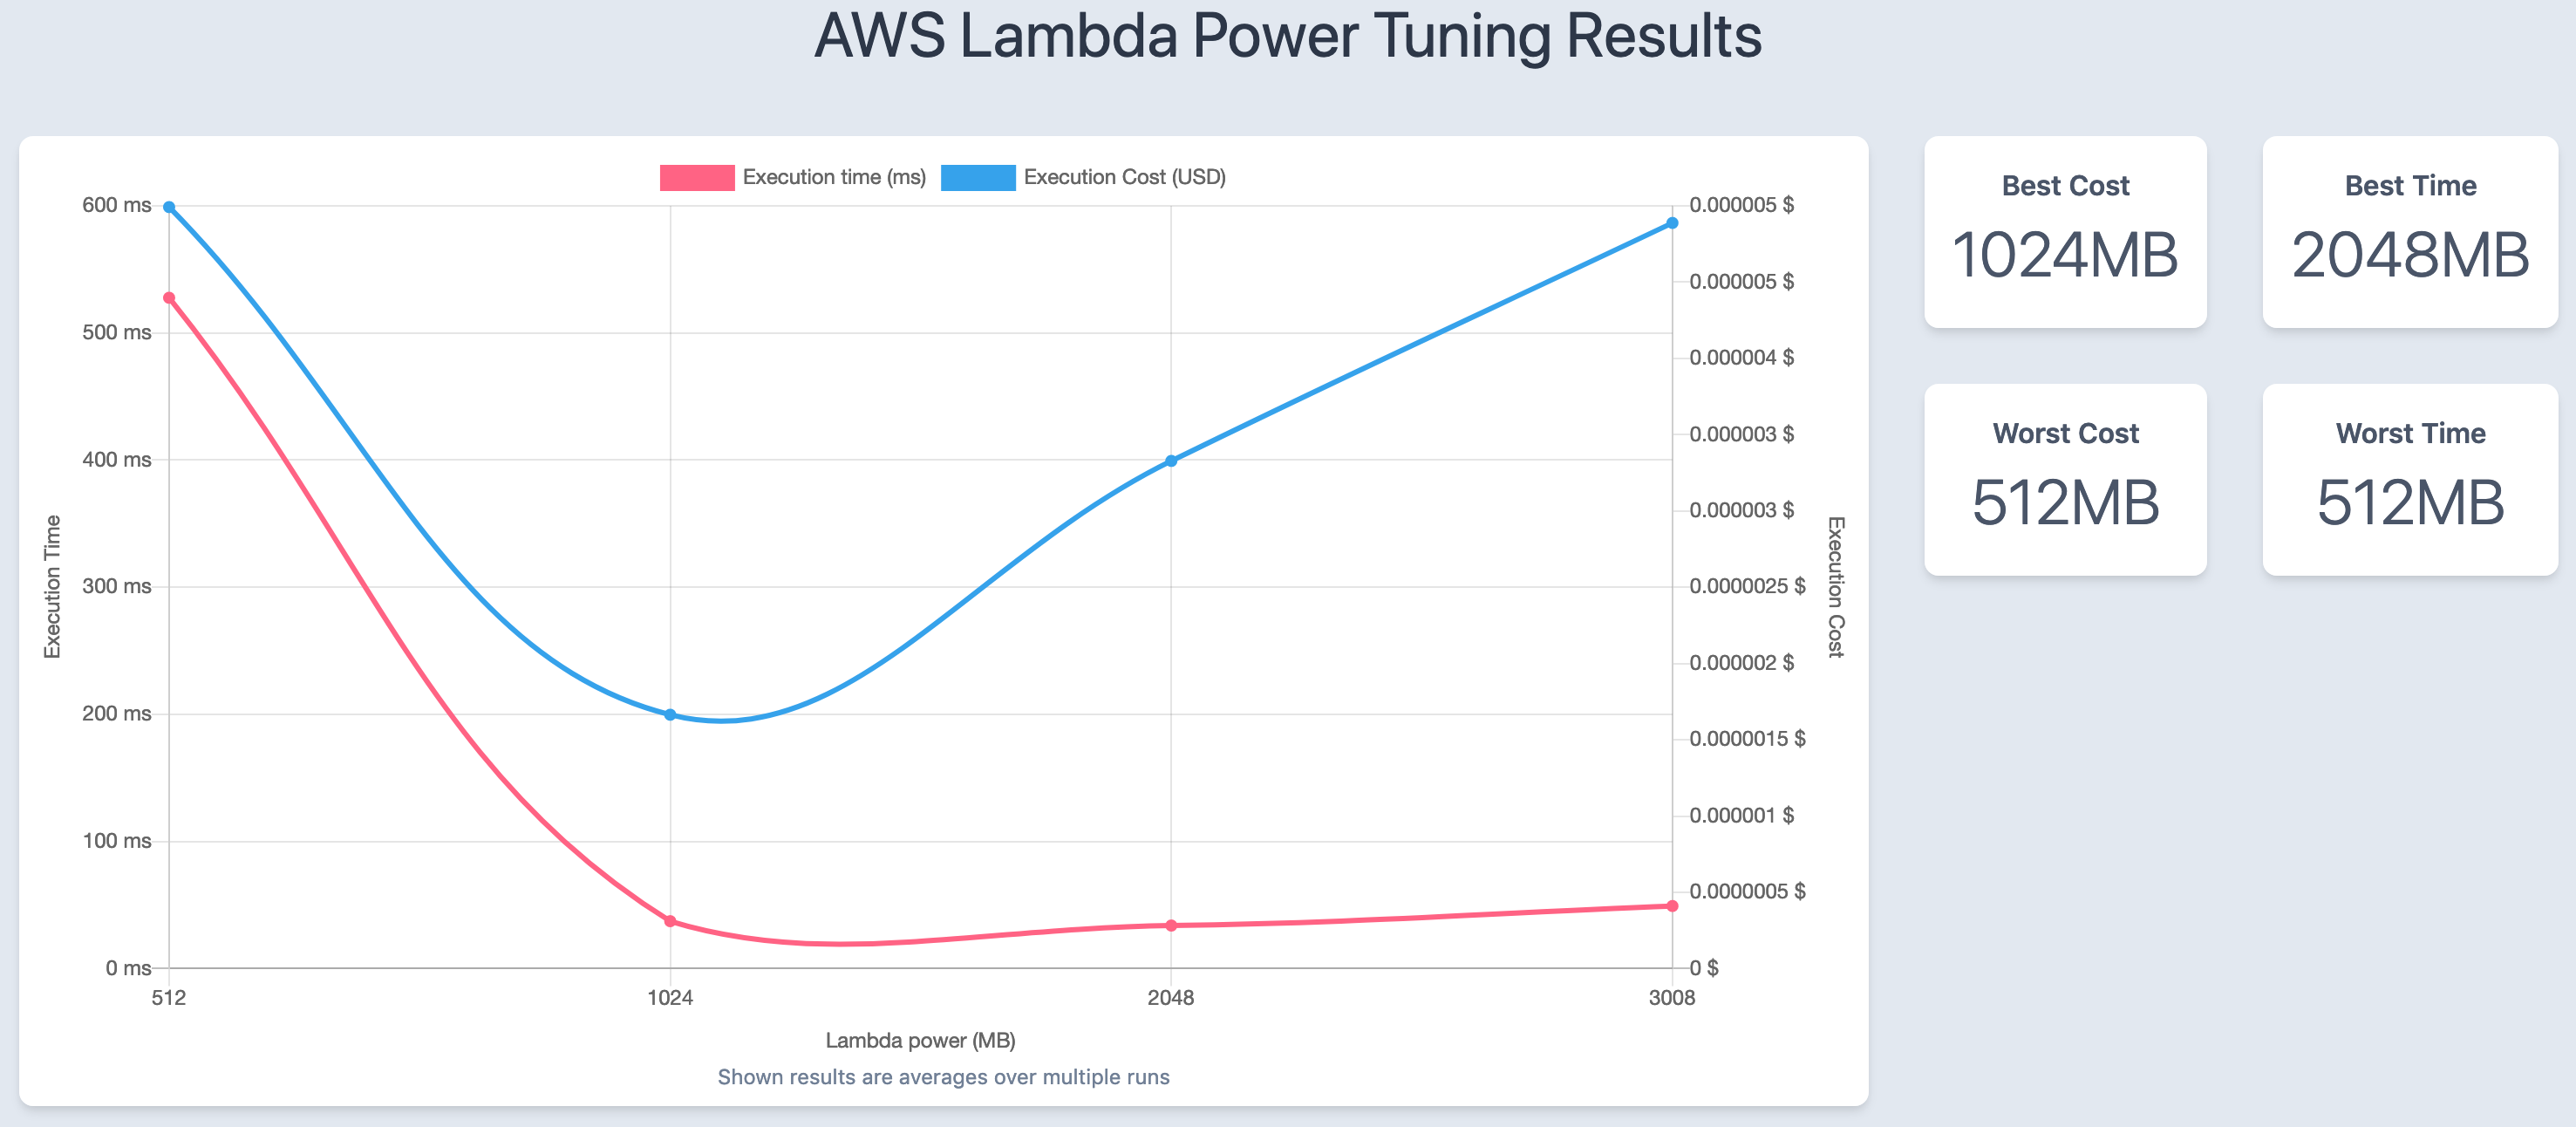 AWS Lambda Power Tuning Results
Execution time (ms) Execution Cost (USD)
600 ms
500 ms
400 ms
300 ms
200 ms
100 ms
0 ms
Execution Time
0.000005 $
0.000005 $
0.000004 $
0.000003 $
0.000003 $
0.0000025 $
0.000002 $
0.0000015 $
0.000001 $
0.0000005 $
0 $
Execution Cost
512 1024 2048 3008
Lambda power (MB)
Shown results are averages over multiple runs
Best Cost
1024MB
Best Time
2048MB
Worst Cost
512MB
Worst Time
512MB